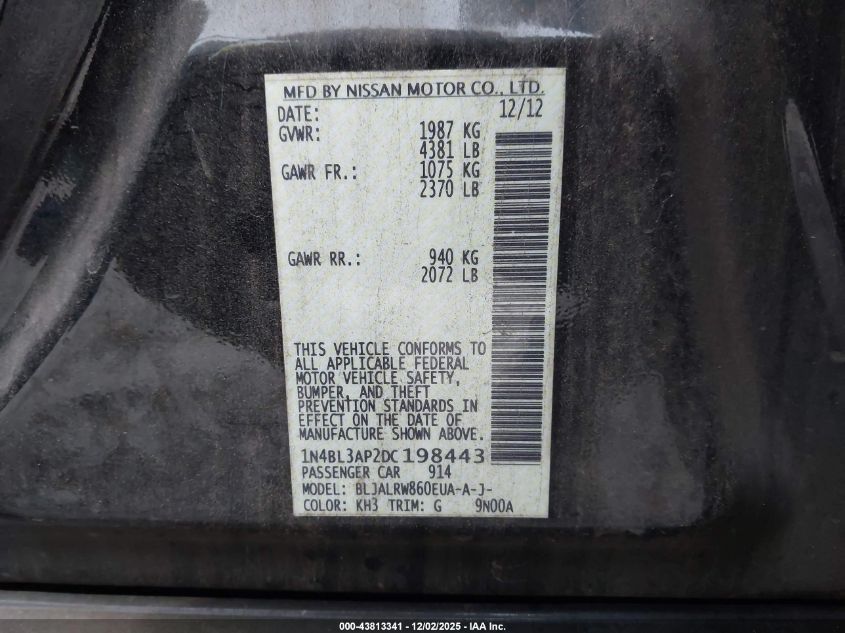 MFD BY NISSAN MOTOR CO., LTD.
DATE: 12/12
GVWR: 1987 KG
4381 LB
GAWR FR.: 1075 KG
2370 LB
GAWR RR.: 940 KG
2072 LB
THIS VEHICLE CONFORMS TO
ALL APPLICABLE FEDERAL
MOTOR VEHICLE SAFETY,
BUMPER, AND THEFT
PREVENTION STANDARDS IN
EFFECT ON THE DATE OF
MANUFACTURE SHOWN ABOVE.
1N4BL3AP2DC198443
PASSENGER CAR 914
MODEL: BLJALRW860EUA-A-J-
COLOR: KH3 TRIM: G 9N00A
000-43813341 - 12/02/2025 - IAA Inc.